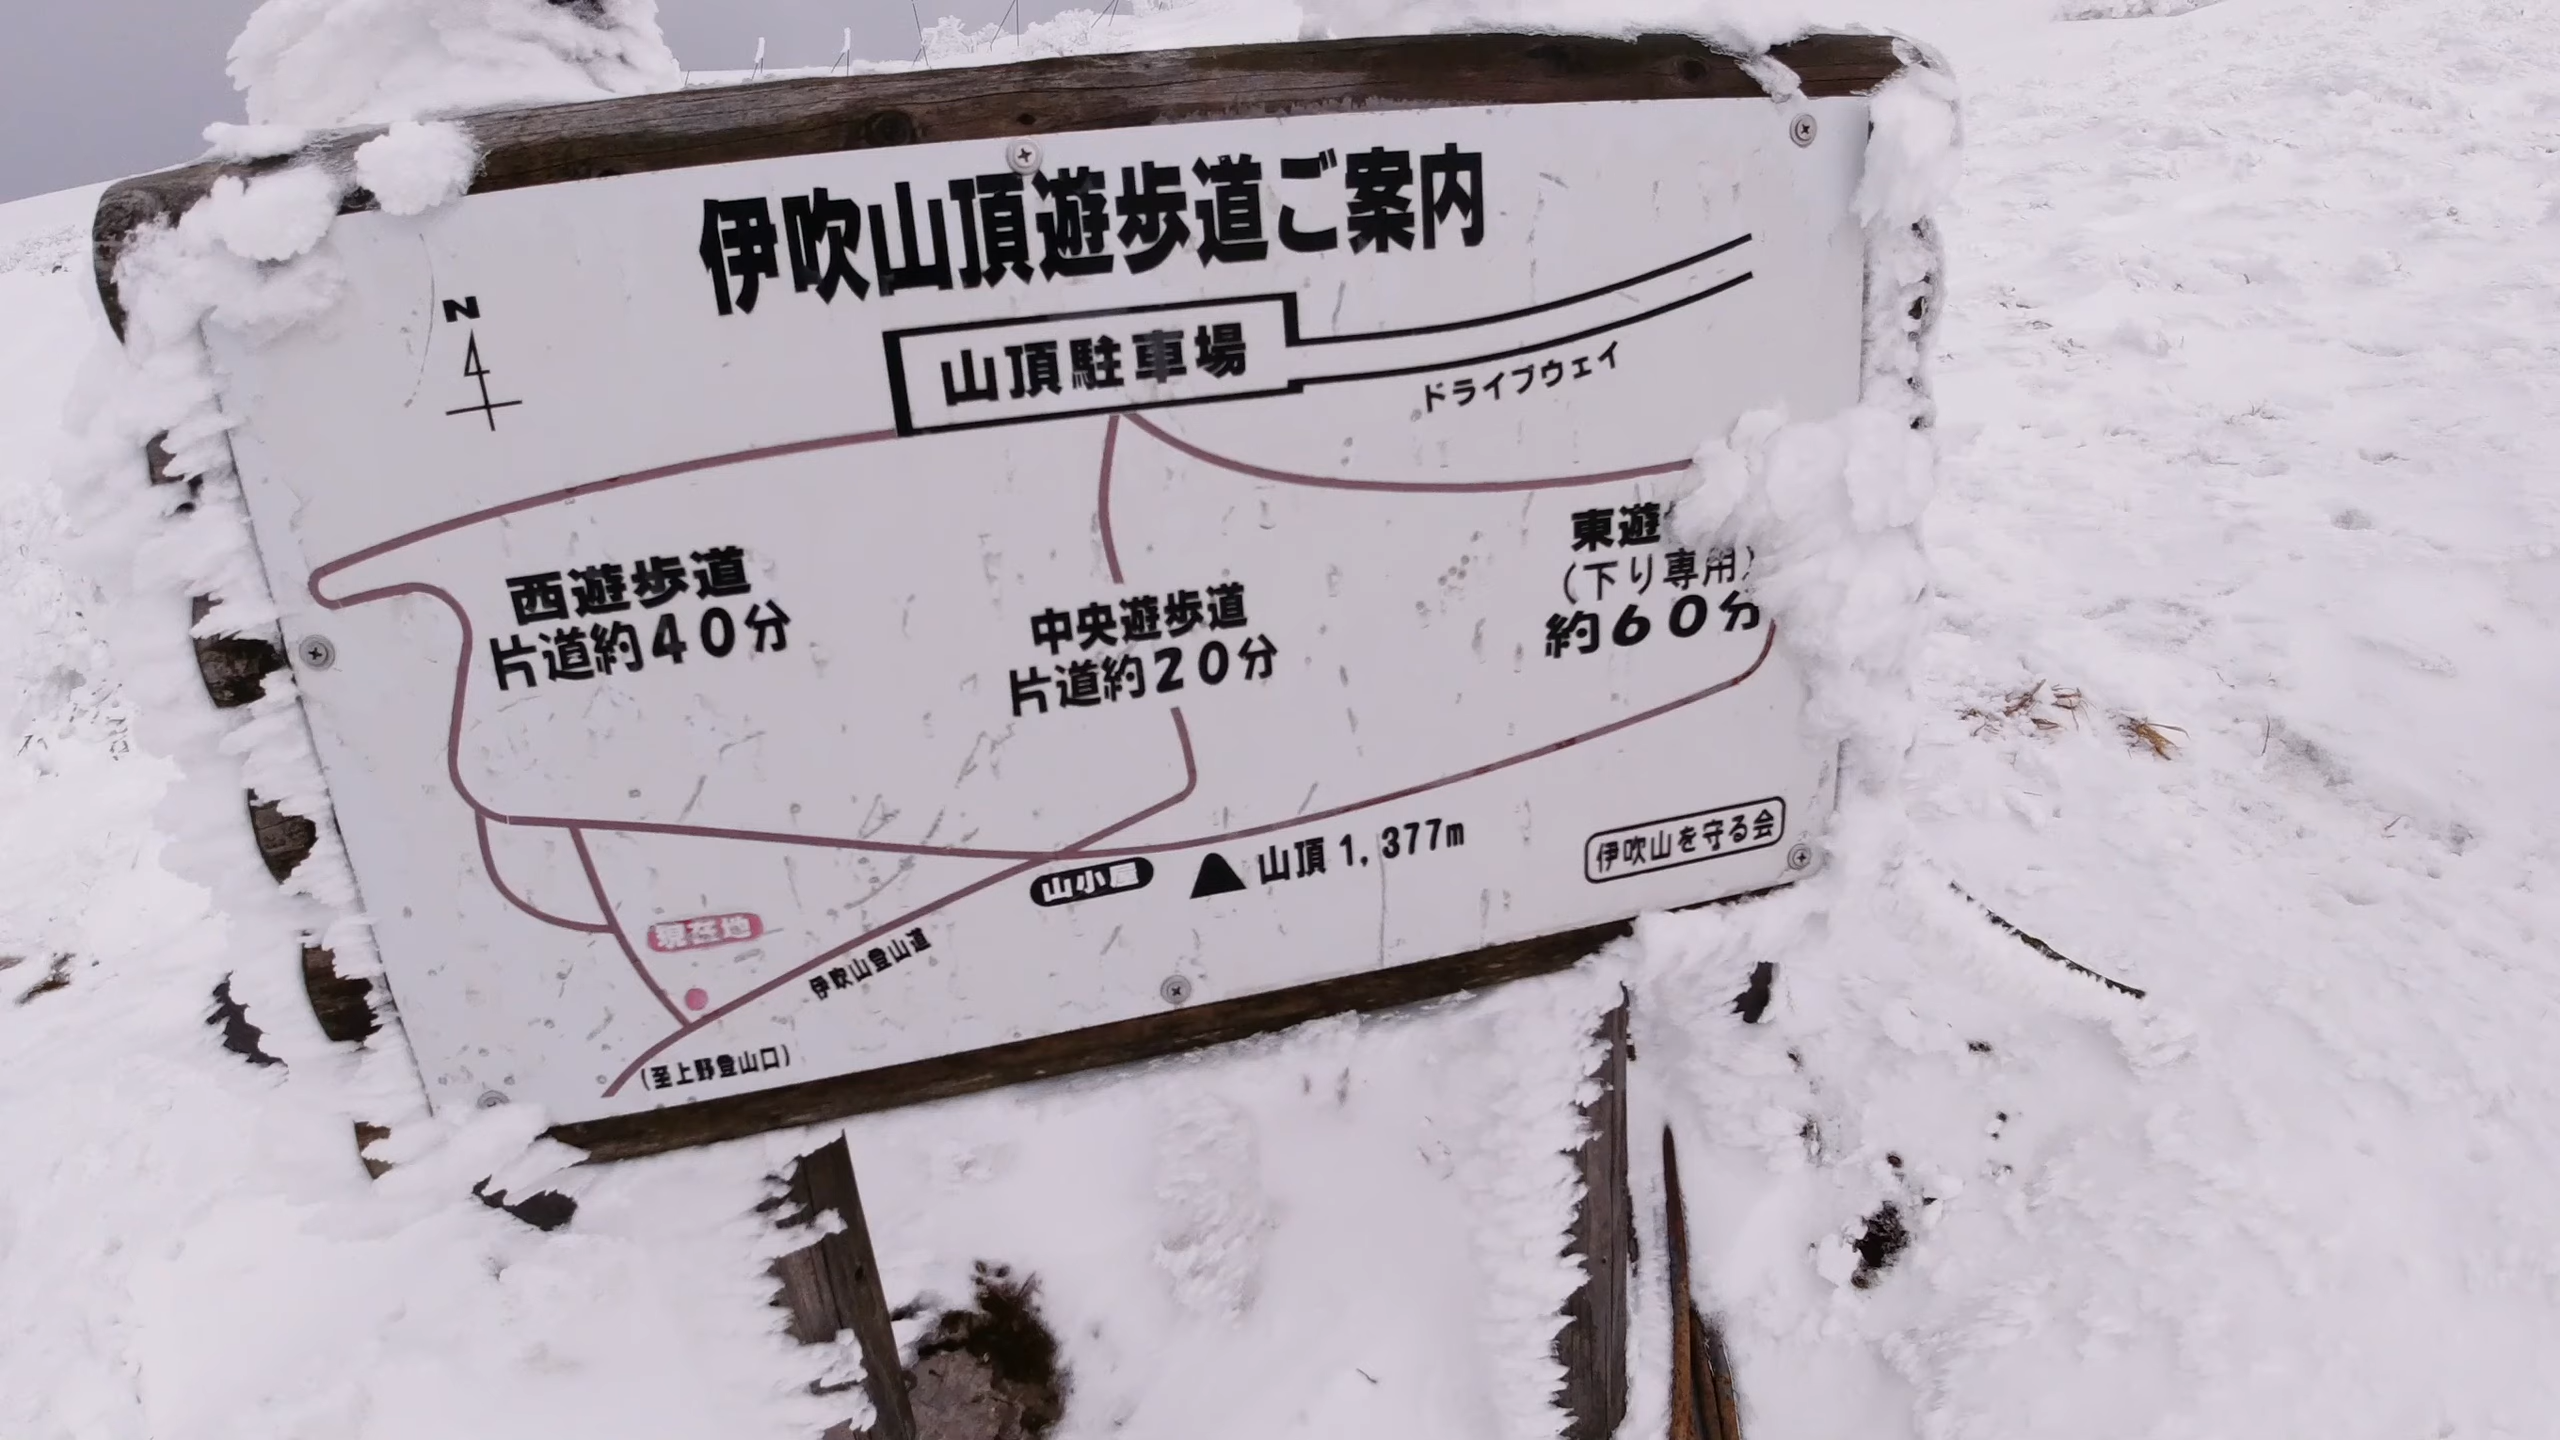 伊吹山頂遊歩道ご案内
N
山頂駐車場
ドライブウェイ
西遊歩道
片道約40分
中央遊歩道
片道約20分
東遊
(下り専用)
約60分
山小屋
山頂1,377m
伊吹山を守る会
現在地
伊吹山登山道
(至上野登山口)